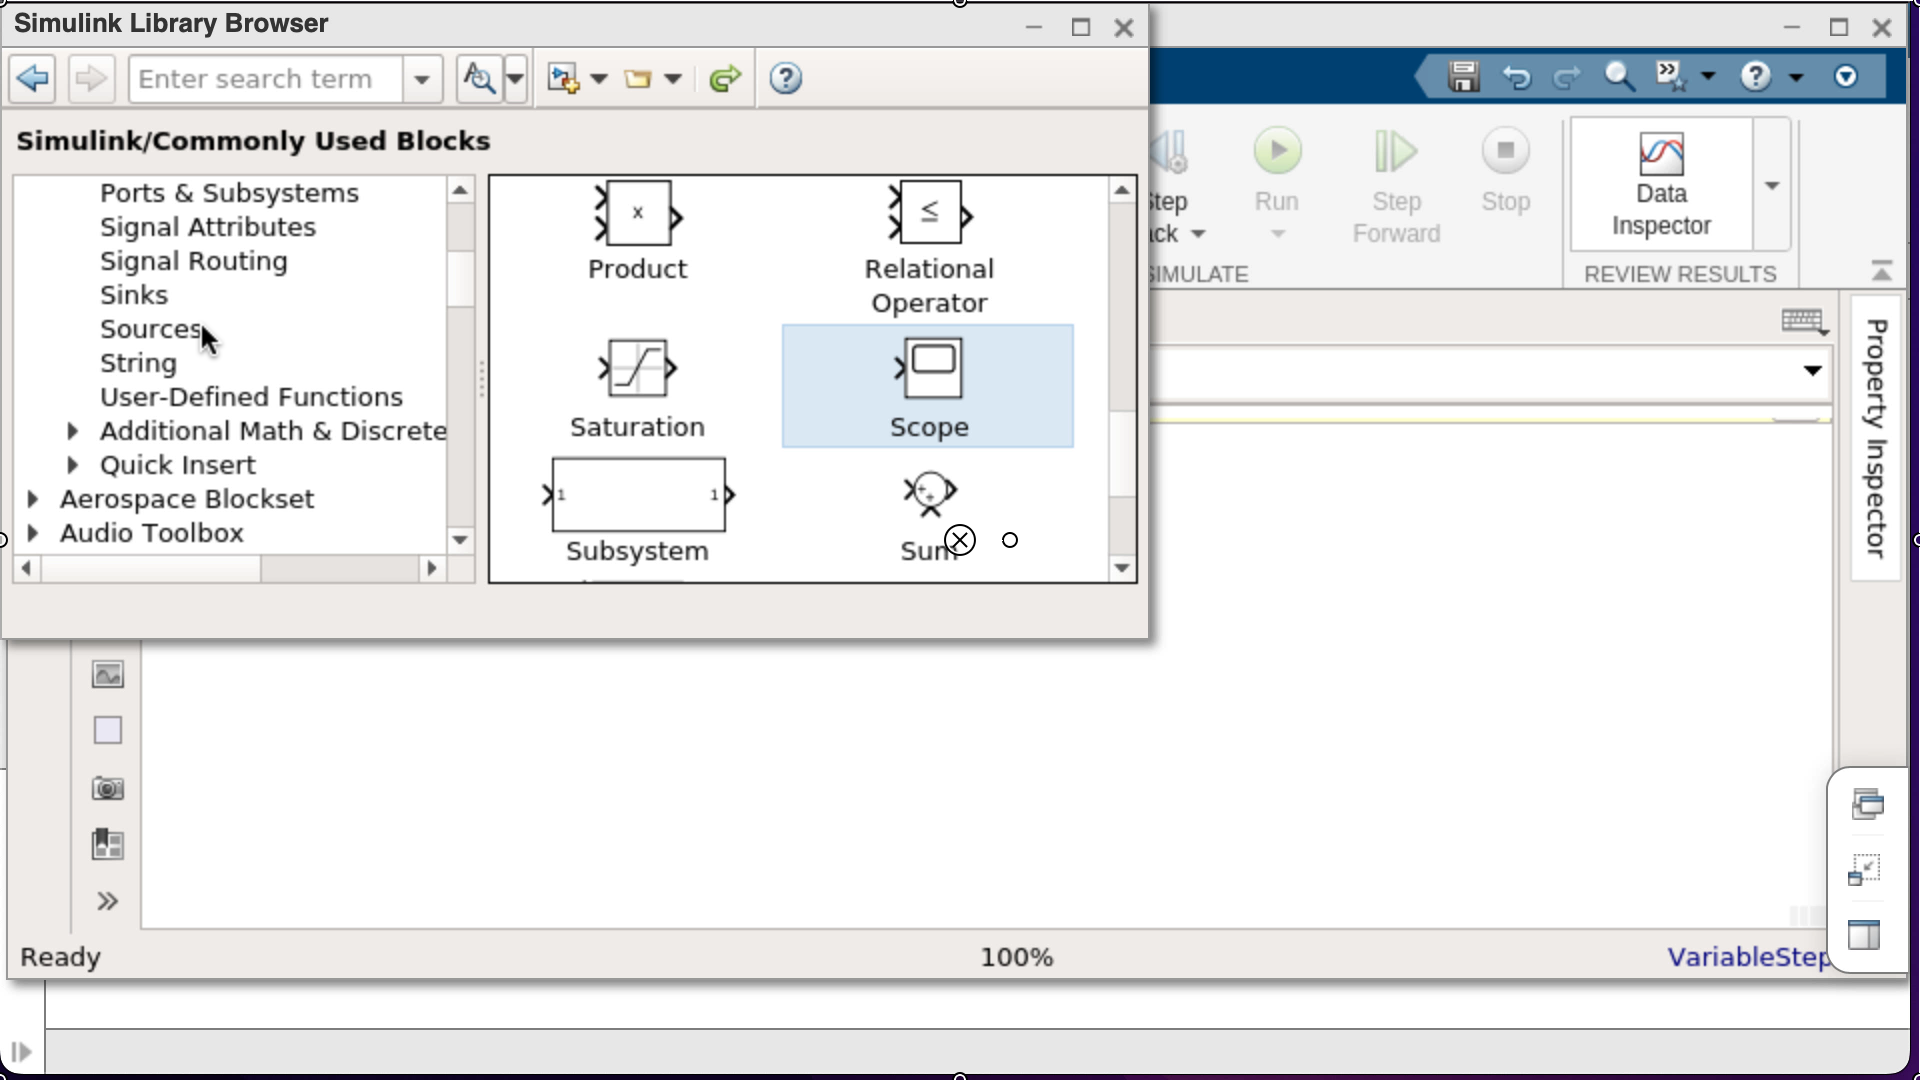 Simulink Library Browser
Enter search term
Simulink/Commonly Used Blocks
Ports & Subsystems
Signal Attributes
Signal Routing
Sinks
Sources
String
User-Defined Functions
Additional Math & Discrete
Quick Insert
Aerospace Blockset
Audio Toolbox
x
Product
≤
Relational
Operator
Saturation
Scope
1 1
Subsystem
Sum
Step
Run
Step
Forward
Stop
SIMULATE
Data
Inspector
REVIEW RESULTS
Property Inspector
Ready
100%
VariableStep